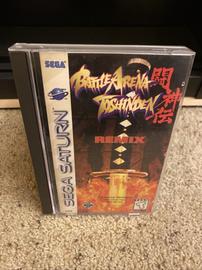 SEGA
BATTLE ARENA
TOSHINDEN
闘神伝
REMIX
SEGA SATURN